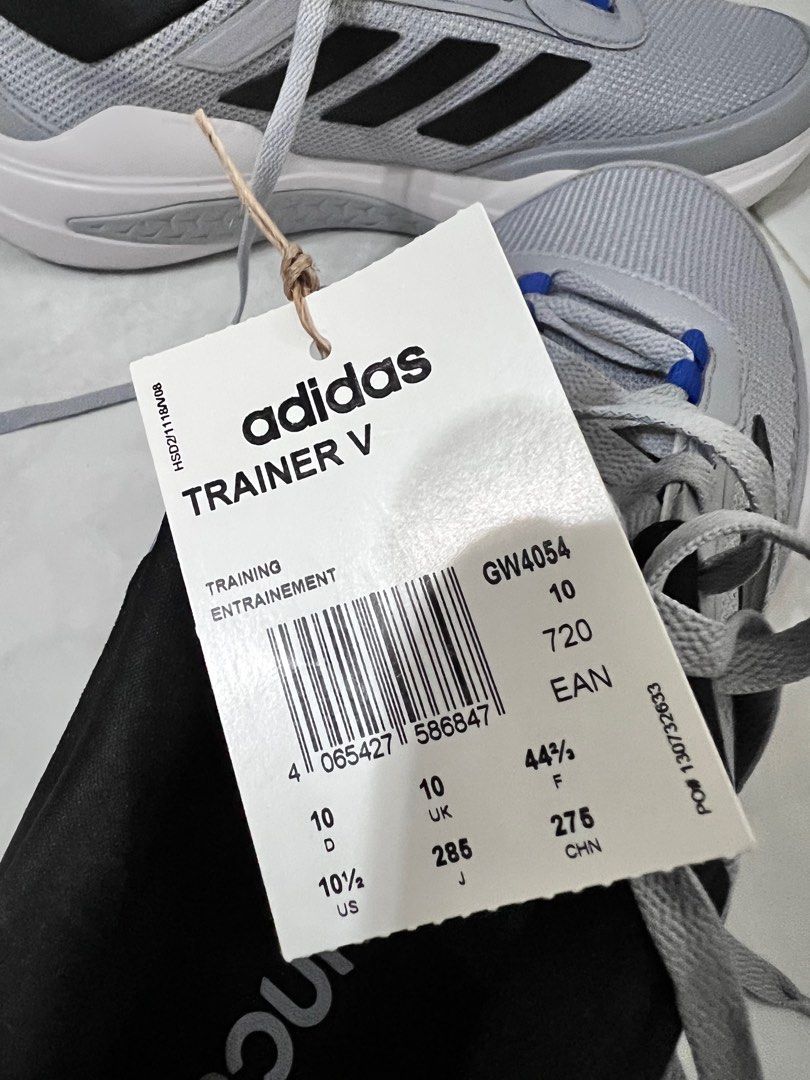 HSD2/1118/V08
adidas
TRAINER V
TRAINING
ENTRAINEMENT
GW4054
10
720
EAN
4 065427 586847
PO# 130732633
10
D
10
UK
44⅔
F
10½
US
285
J
275
CHN